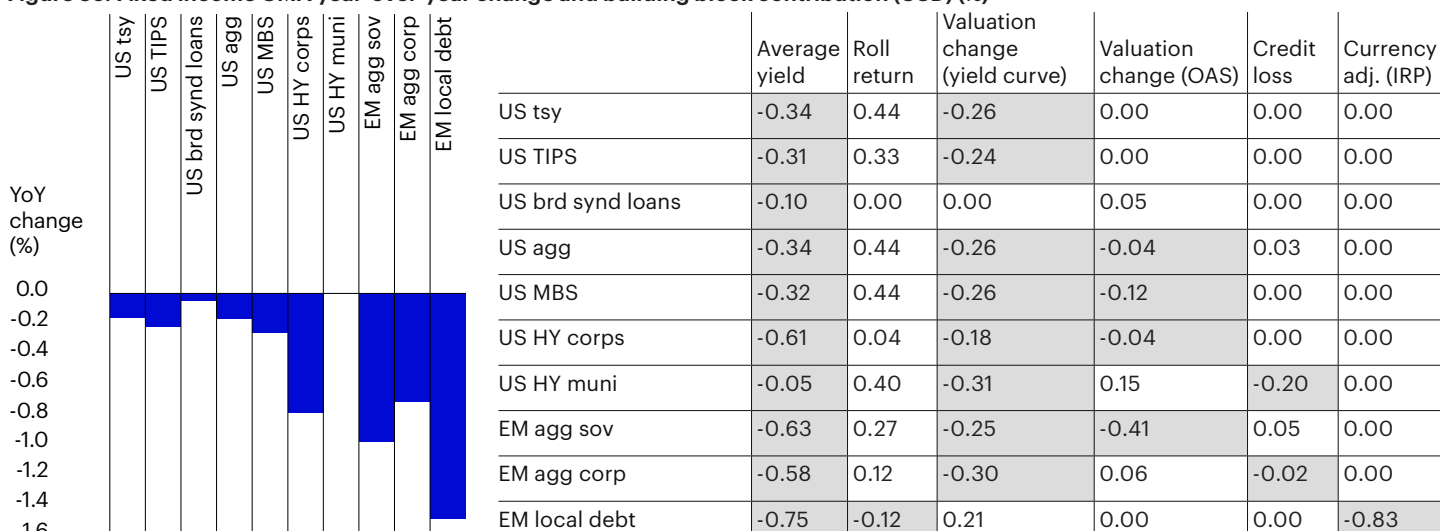 US tsy
US TIPS
US brd synd loans
US agg
US MBS
US HY corps
US HY muni
EM agg sov
EM agg corp
EM local debt
YoY
change
(%)
0.0
-0.2
-0.4
-0.6
-0.8
-1.0
-1.2
-1.4
Average yield | Roll return | Valuation change (yield curve) | Valuation change (OAS) | Credit loss | Currency adj. (IRP)
US tsy -0.34 0.44 -0.26 0.00 0.00 0.00
US TIPS -0.31 0.33 -0.24 0.00 0.00 0.00
US brd synd loans -0.10 0.00 0.00 0.05 0.00 0.00
US agg -0.34 0.44 -0.26 -0.04 0.03 0.00
US MBS -0.32 0.44 -0.26 -0.12 0.00 0.00
US HY corps -0.61 0.04 -0.18 -0.04 0.00 0.00
US HY muni -0.05 0.40 -0.31 0.15 -0.20 0.00
EM agg sov -0.63 0.27 -0.25 -0.41 0.05 0.00
EM agg corp -0.58 0.12 -0.30 0.06 -0.02 0.00
EM local debt -0.75 -0.12 0.21 0.00 0.00 -0.83